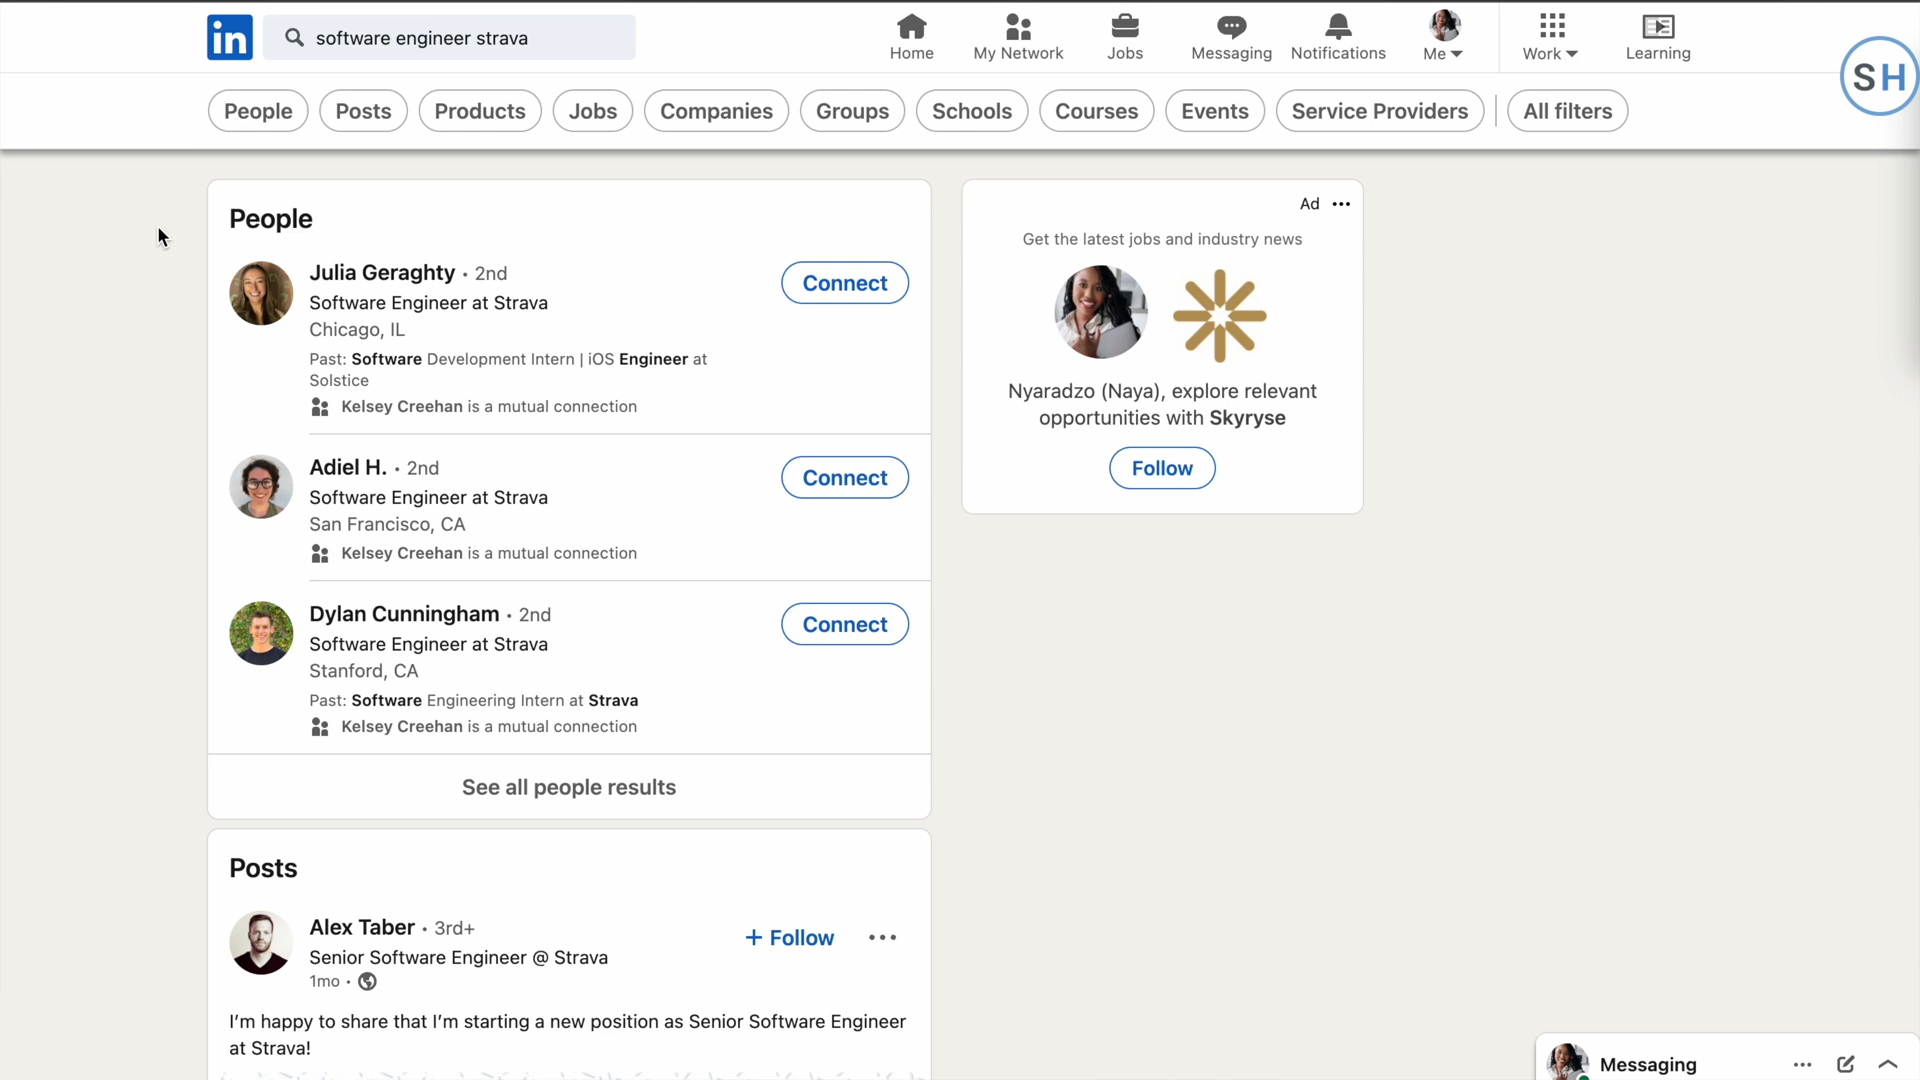 in
software engineer strava
Home
My Network
Jobs
Messaging
Notifications
Me
Work
Learning
SH
People
Posts
Products
Jobs
Companies
Groups
Schools
Courses
Events
Service Providers
All filters
People
Julia Geraghty • 2nd
Software Engineer at Strava
Chicago, IL
Past: Software Development Intern | iOS Engineer at
Solstice
Kelsey Creehan is a mutual connection
Connect
Adiel H. • 2nd
Software Engineer at Strava
San Francisco, CA
Kelsey Creehan is a mutual connection
Connect
Dylan Cunningham • 2nd
Software Engineer at Strava
Stanford, CA
Past: Software Engineering Intern at Strava
Kelsey Creehan is a mutual connection
Connect
See all people results
Posts
Alex Taber • 3rd+
Senior Software Engineer @ Strava
1mo •
+ Follow
I'm happy to share that I'm starting a new position as Senior Software Engineer
at Strava!
Ad
Get the latest jobs and industry news
Nyaradzo (Naya), explore relevant
opportunities with Skyryse
Follow
Messaging